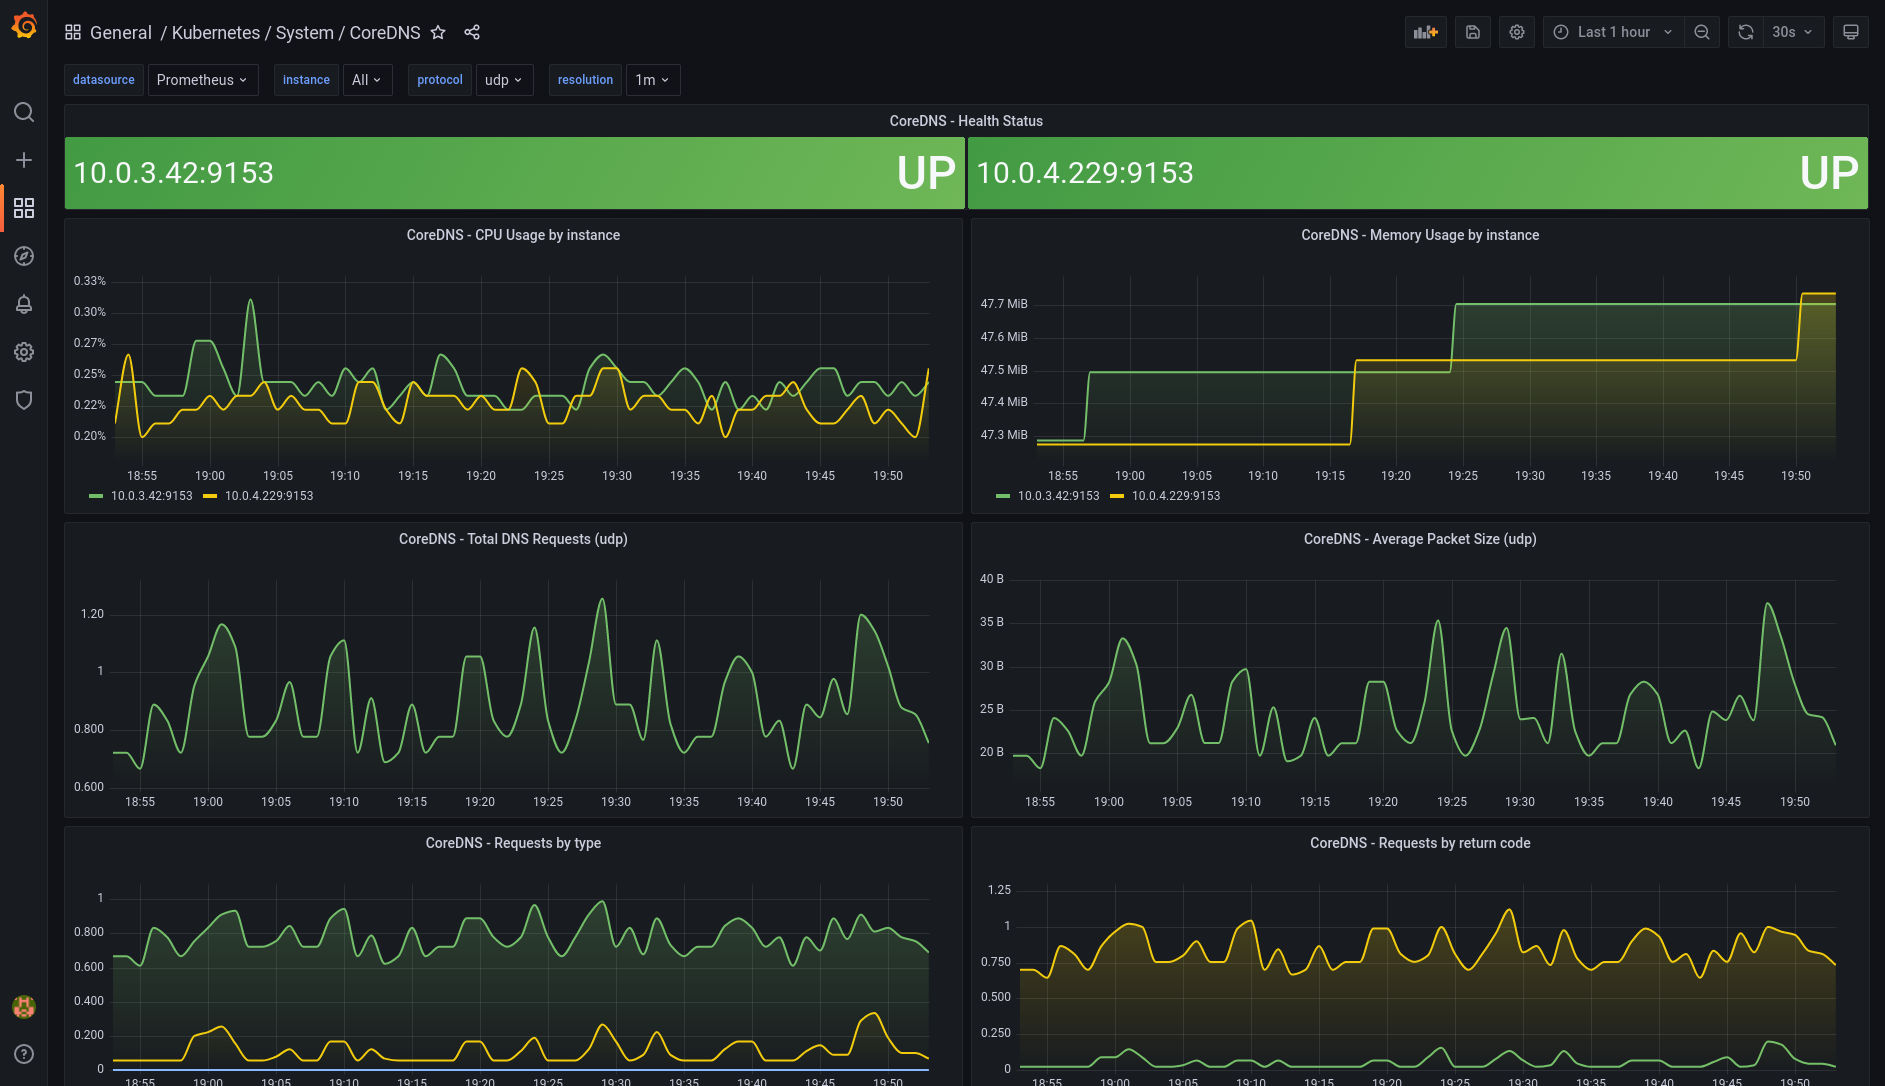 General / Kubernetes / System / CoreDNS
Last 1 hour 30s
datasource Prometheus instance All protocol udp resolution 1m
CoreDNS - Health Status
10.0.3.42:9153 UP 10.0.4.229:9153 UP
CoreDNS - CPU Usage by instance
0.33%
0.30%
0.27%
0.25%
0.22%
0.20%
18:55 19:00 19:05 19:10 19:15 19:20 19:25 19:30 19:35 19:40 19:45 19:50
10.0.3.42:9153 10.0.4.229:9153
CoreDNS - Memory Usage by instance
47.7 MiB
47.6 MiB
47.5 MiB
47.4 MiB
47.3 MiB
18:55 19:00 19:05 19:10 19:15 19:20 19:25 19:30 19:35 19:40 19:45 19:50
10.0.3.42:9153 10.0.4.229:9153
CoreDNS - Total DNS Requests (udp)
1.20
1
0.800
0.600
18:55 19:00 19:05 19:10 19:15 19:20 19:25 19:30 19:35 19:40 19:45 19:50
CoreDNS - Average Packet Size (udp)
40 B
35 B
30 B
25 B
20 B
18:55 19:00 19:05 19:10 19:15 19:20 19:25 19:30 19:35 19:40 19:45 19:50
CoreDNS - Requests by type
1
0.800
0.600
0.400
0.200
0
18:55 19:00 19:05 19:10 19:15 19:20 19:25 19:30 19:35 19:40 19:45 19:50
CoreDNS - Requests by return code
1.25
1
0.750
0.500
0.250
0
18:55 19:00 19:05 19:10 19:15 19:20 19:25 19:30 19:35 19:40 19:45 19:50